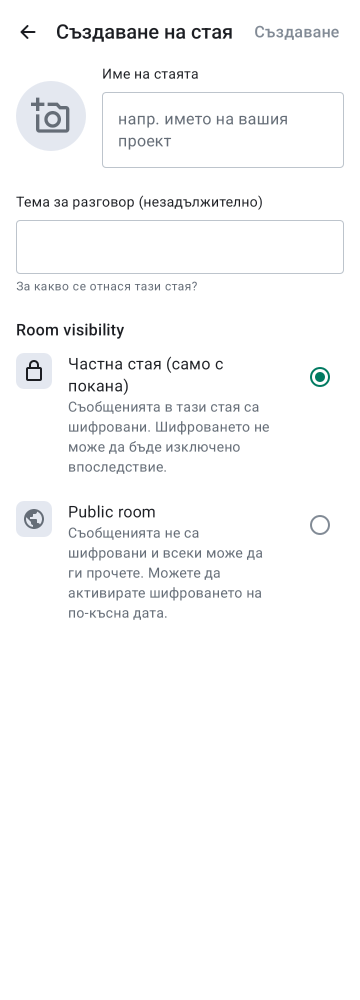 Създаване на стая
Създаване
Име на стаята
напр. името на вашия
проект
Тема за разговор (незадължително)
За какво се отнася тази стая?
Room visibility
Частна стая (само с
покана)
Съобщенията в тази стая са
шифровани. Шифроването не
може да бъде изключено
впоследствие.
Public room
Съобщенията не са
шифровани и всеки може да
ги прочете. Можете да
активирате шифроването на
по-късна дата.